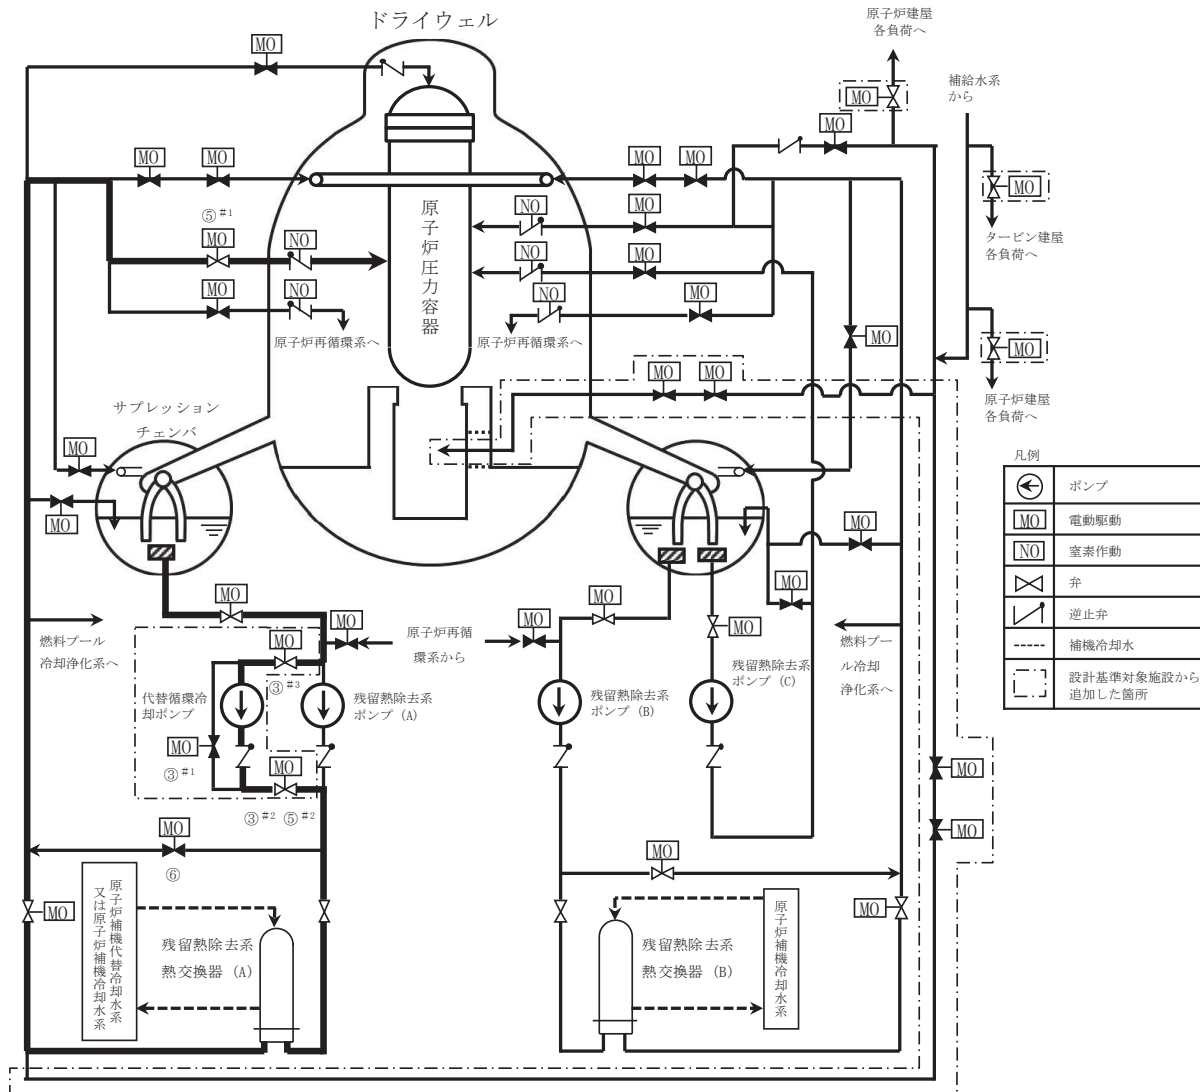 ドライウェル
原子炉建屋
各負荷へ
補給水系
から
MO
MO
MO
MO
MO
MO
MO
MO
⑤#1
NO
MO
MO
NO
原子炉圧力容器
NO
MO
タービン建屋
各負荷へ
MO
NO
MO
NO
NO
MO
MO
MO
原子炉再循環系へ
原子炉再循環系へ
MO
MO
原子炉建屋
各負荷へ
サプレッション
チェンバ
MO
MO
凡例
ポンプ
MO
電動駆動
NO
窒素作動
弁
逆止弁
補機冷却水
設計基準対象施設から
追加した箇所
MO
MO
MO
MO
MO
MO
MO
MO
燃料プール
冷却浄化系へ
原子炉再循
環系から
燃料プー
ル冷却
浄化系へ
MO
③#3
代替循環冷
却ポンプ
残留熱除去系
ポンプ (A)
残留熱除去系
ポンプ (B)
残留熱除去系
ポンプ (C)
MO
③#1
MO
③#2
⑤#2
MO
MO
MO
⑥
MO
MO
MO
原子炉補機代替冷却水系
又は原子炉補機冷却水系
残留熱除去系
熱交換器 (A)
残留熱除去系
熱交換器 (B)
原子炉補機冷却水系